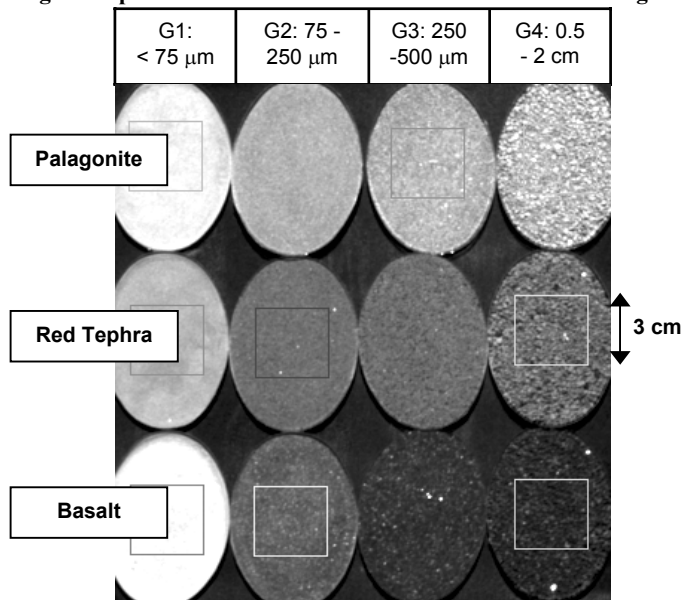 G1:
< 75 μm
G2: 75 -
250 μm
G3: 250
-500 μm
G4: 0.5
- 2 cm
Palagonite
Red Tephra
3 cm
Basalt